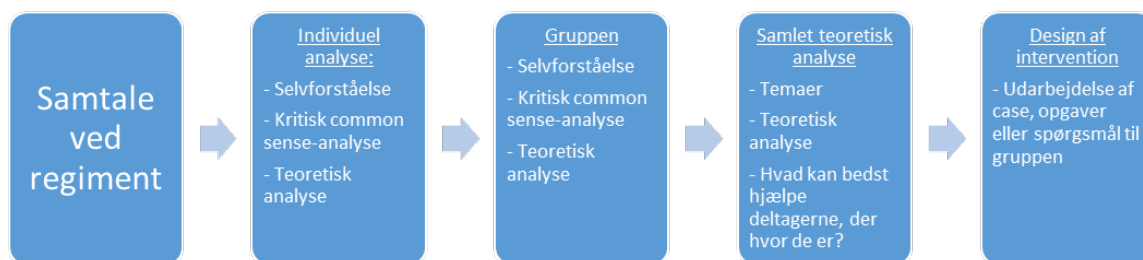 Samtale
ved
regiment
Individuel
analyse:
- Selvforståelse
- Kritisk common
sense-analyse
- Teoretisk
analyse
Gruppen
- Selvforståelse
- Kritisk common
sense-analyse
- Teoretisk
analyse
Samlet teoretisk
analyse
- Temaer
- Teoretisk
analyse
- Hvad kan bedst
hjælpe
deltagerne, der
hvor de er?
Design af
intervention
- Udarbejdelse af
case, opgaver
eller spørgsmål til
gruppen